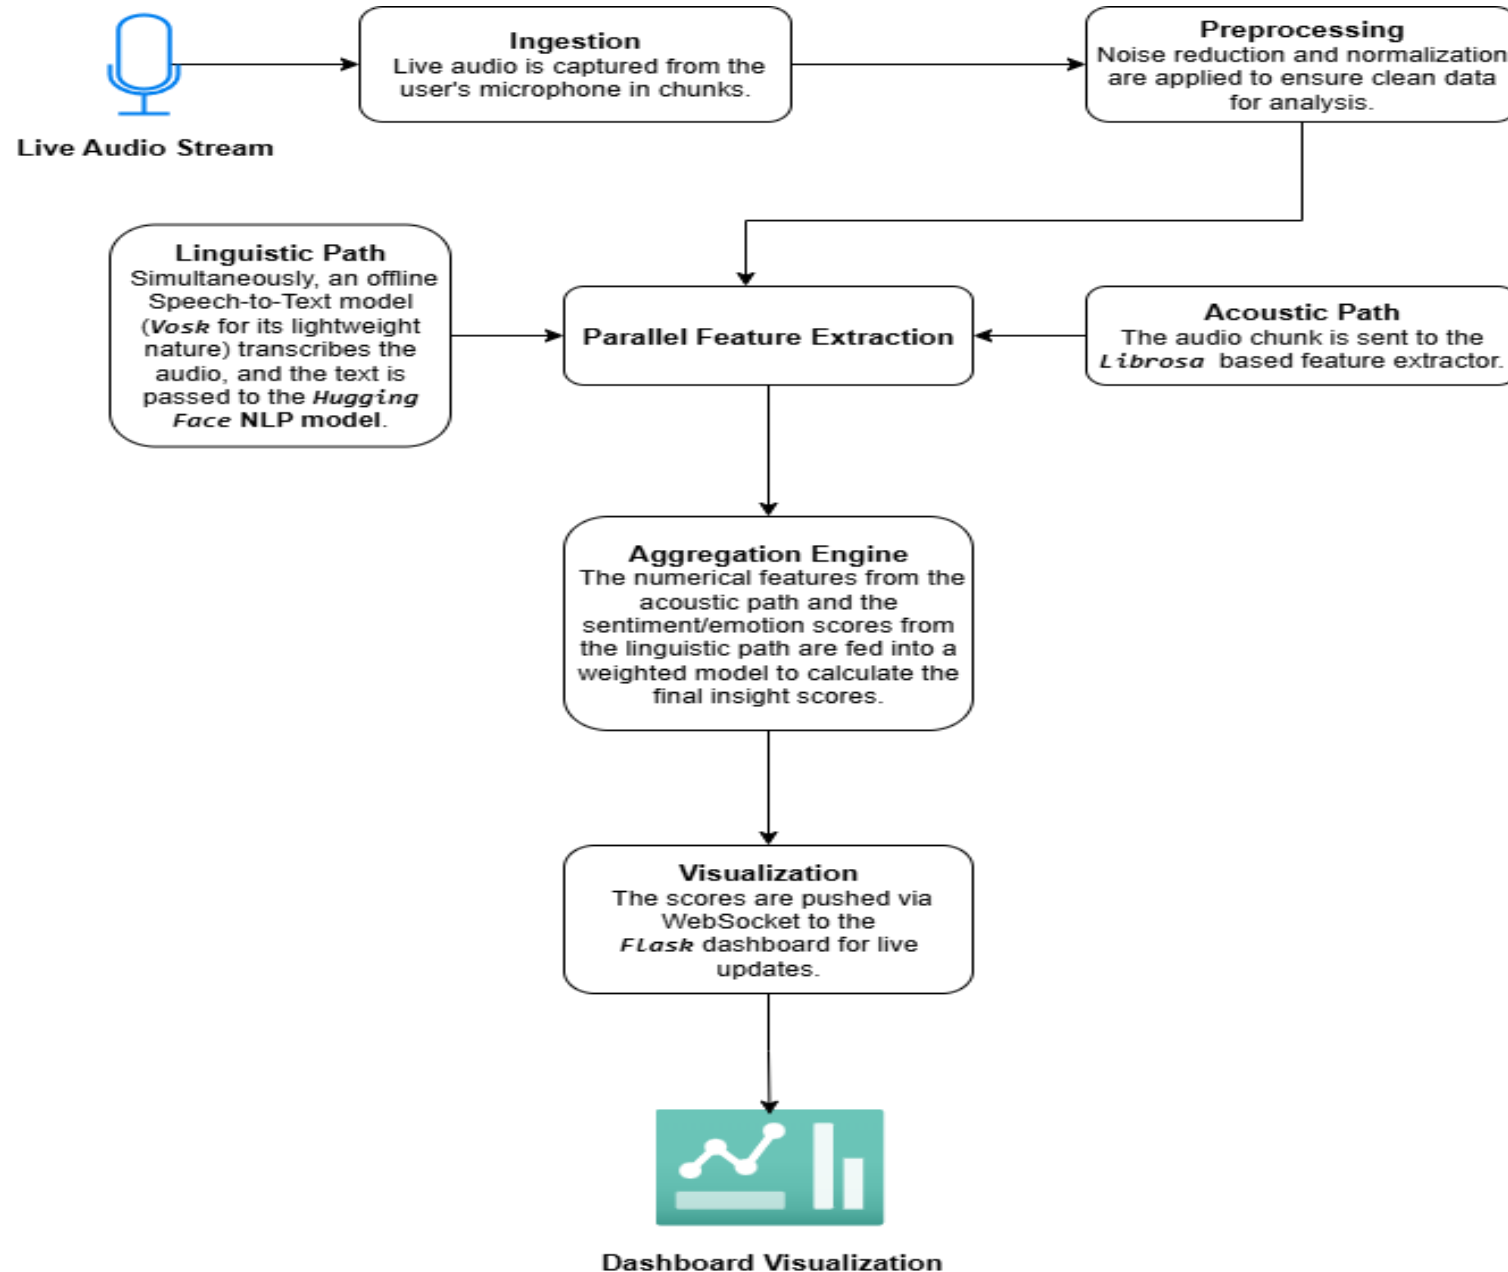 Live Audio Stream
Ingestion
Live audio is captured from the
user's microphone in chunks.
Preprocessing
Noise reduction and normalization
are applied to ensure clean data
for analysis.
Linguistic Path
Simultaneously, an offline
Speech-to-Text model
(Vosk for its lightweight
nature) transcribes the
audio, and the text is
passed to the Hugging
Face NLP model.
Parallel Feature Extraction
Acoustic Path
The audio chunk is sent to the
Librosa based feature extractor.
Aggregation Engine
The numerical features from the
acoustic path and the
sentiment/emotion scores from
the linguistic path are fed into a
weighted model to calculate the
final insight scores.
Visualization
The scores are pushed via
WebSocket to the
Flask dashboard for live
updates.
Dashboard Visualization